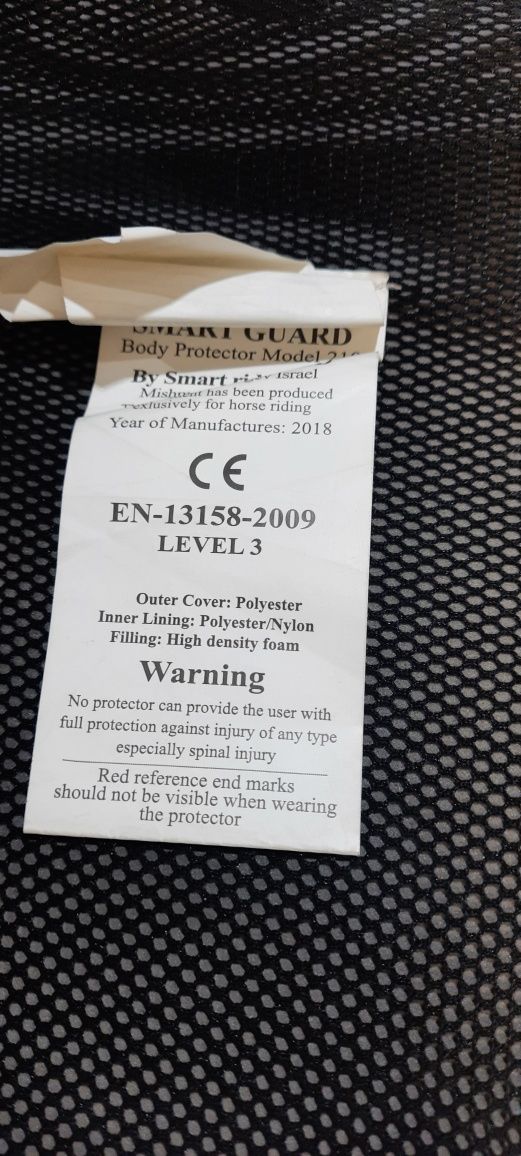 SMART GUARD
Body Protector Model
By Smart Israel
has been produced
exclusively for horse riding
Year of Manufactures: 2018
CE
EN-13158-2009
LEVEL 3
Outer Cover: Polyester
Inner Lining: Polyester/Nylon
Filling: High density foam
Warning
No protector can provide the user with
full protection against injury of any type
especially spinal injury
Red reference end marks
should not be visible when wearing
the protector